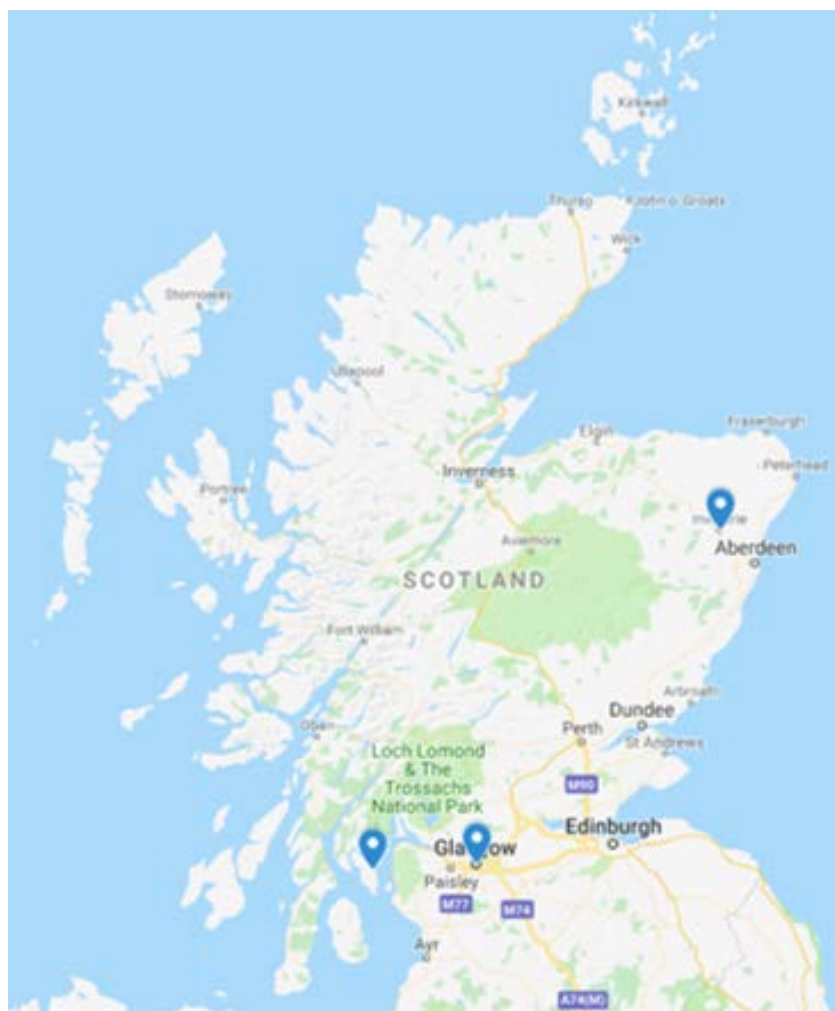 Kirkwall
Thurso
John o' Groats
Wick
Stornoway
Ullapool
Elgin
Fraserburgh
Inverness
Peterhead
Portree
Aviemore
Aberdeen
SCOTLAND
Fort William
Arbroath
Dundee
Oban
Perth
St Andrews
Loch Lomond
& The
Trossachs
National Park
M90
Edinburgh
Paisley
M77
M74
Ayr
A74(M)